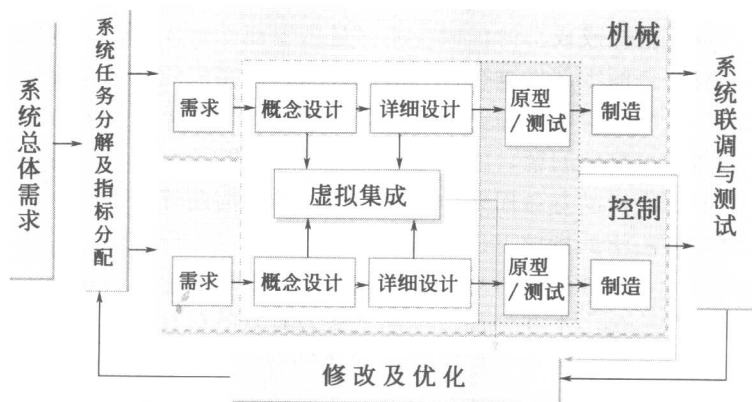 系统总体需求
系统任务分解及指标分配
机械
需求
概念设计
详细设计
原型
/测试
制造
虚拟集成
控制
需求
概念设计
详细设计
原型
/测试
制造
系统联调与测试
修改及优化